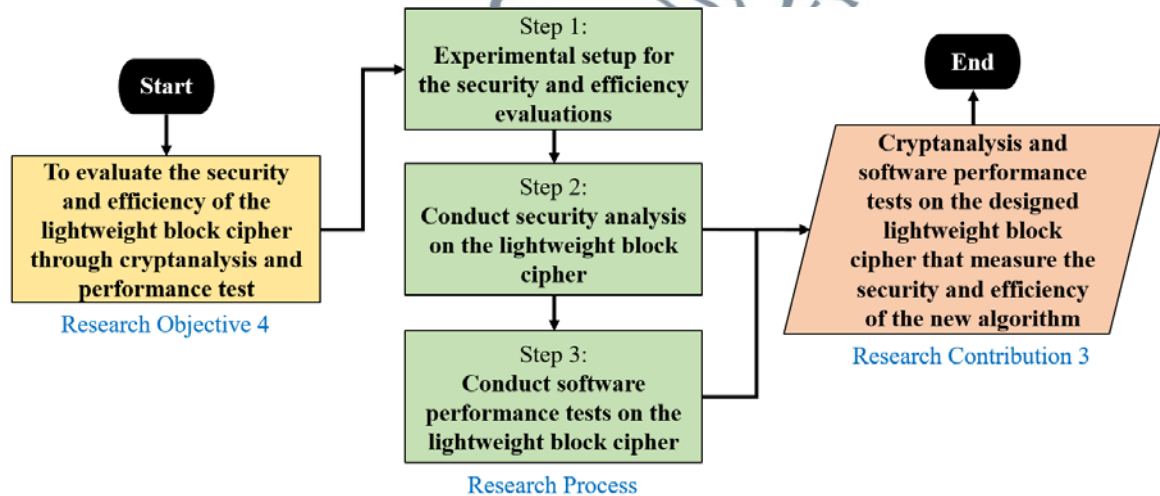 Start
To evaluate the security
and efficiency of the
lightweight block cipher
through cryptanalysis and
performance test
Research Objective 4
Step 1:
Experimental setup for
the security and efficiency
evaluations
Step 2:
Conduct security analysis
on the lightweight block
cipher
Step 3:
Conduct software
performance tests on the
lightweight block cipher
Research Process
End
Cryptanalysis and
software performance
tests on the designed
lightweight block
cipher that measure the
security and efficiency
of the new algorithm
Research Contribution 3